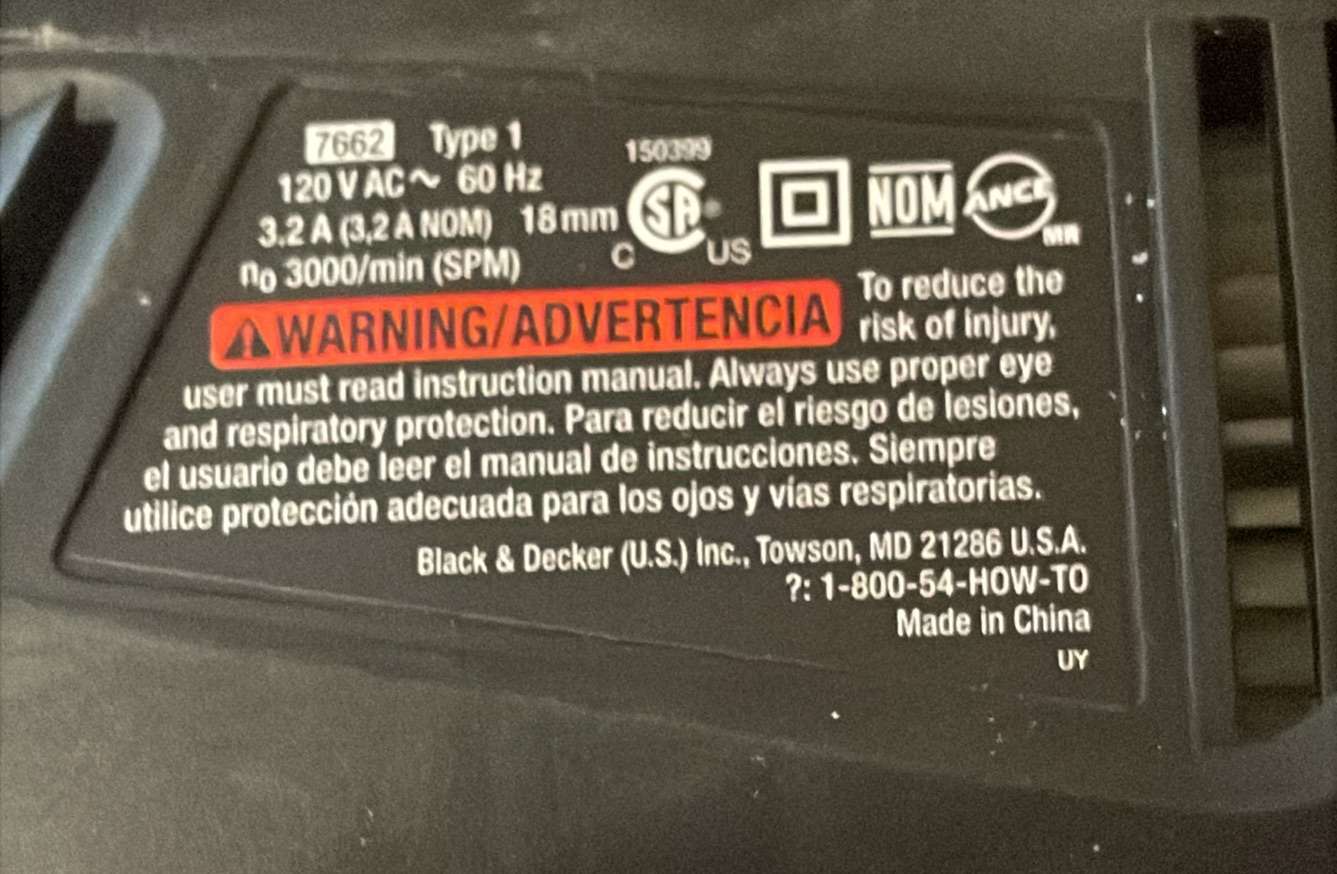 7662 Type 1
120 V AC~ 60 Hz
3.2 A (3,2 A NOM) 18mm
no 3000/min (SPM)
150399
C SA US
NOM
ANCE
MR
WARNING/ADVERTENCIA To reduce the
risk of injury,
user must read instruction manual. Always use proper eye
and respiratory protection. Para reducir el riesgo de lesiones,
el usuario debe leer el manual de instrucciones. Siempre
utilice protección adecuada para los ojos y vías respiratorias.
Black & Decker (U.S.) Inc., Towson, MD 21286 U.S.A.
?: 1-800-54-HOW-TO
Made in China
UY